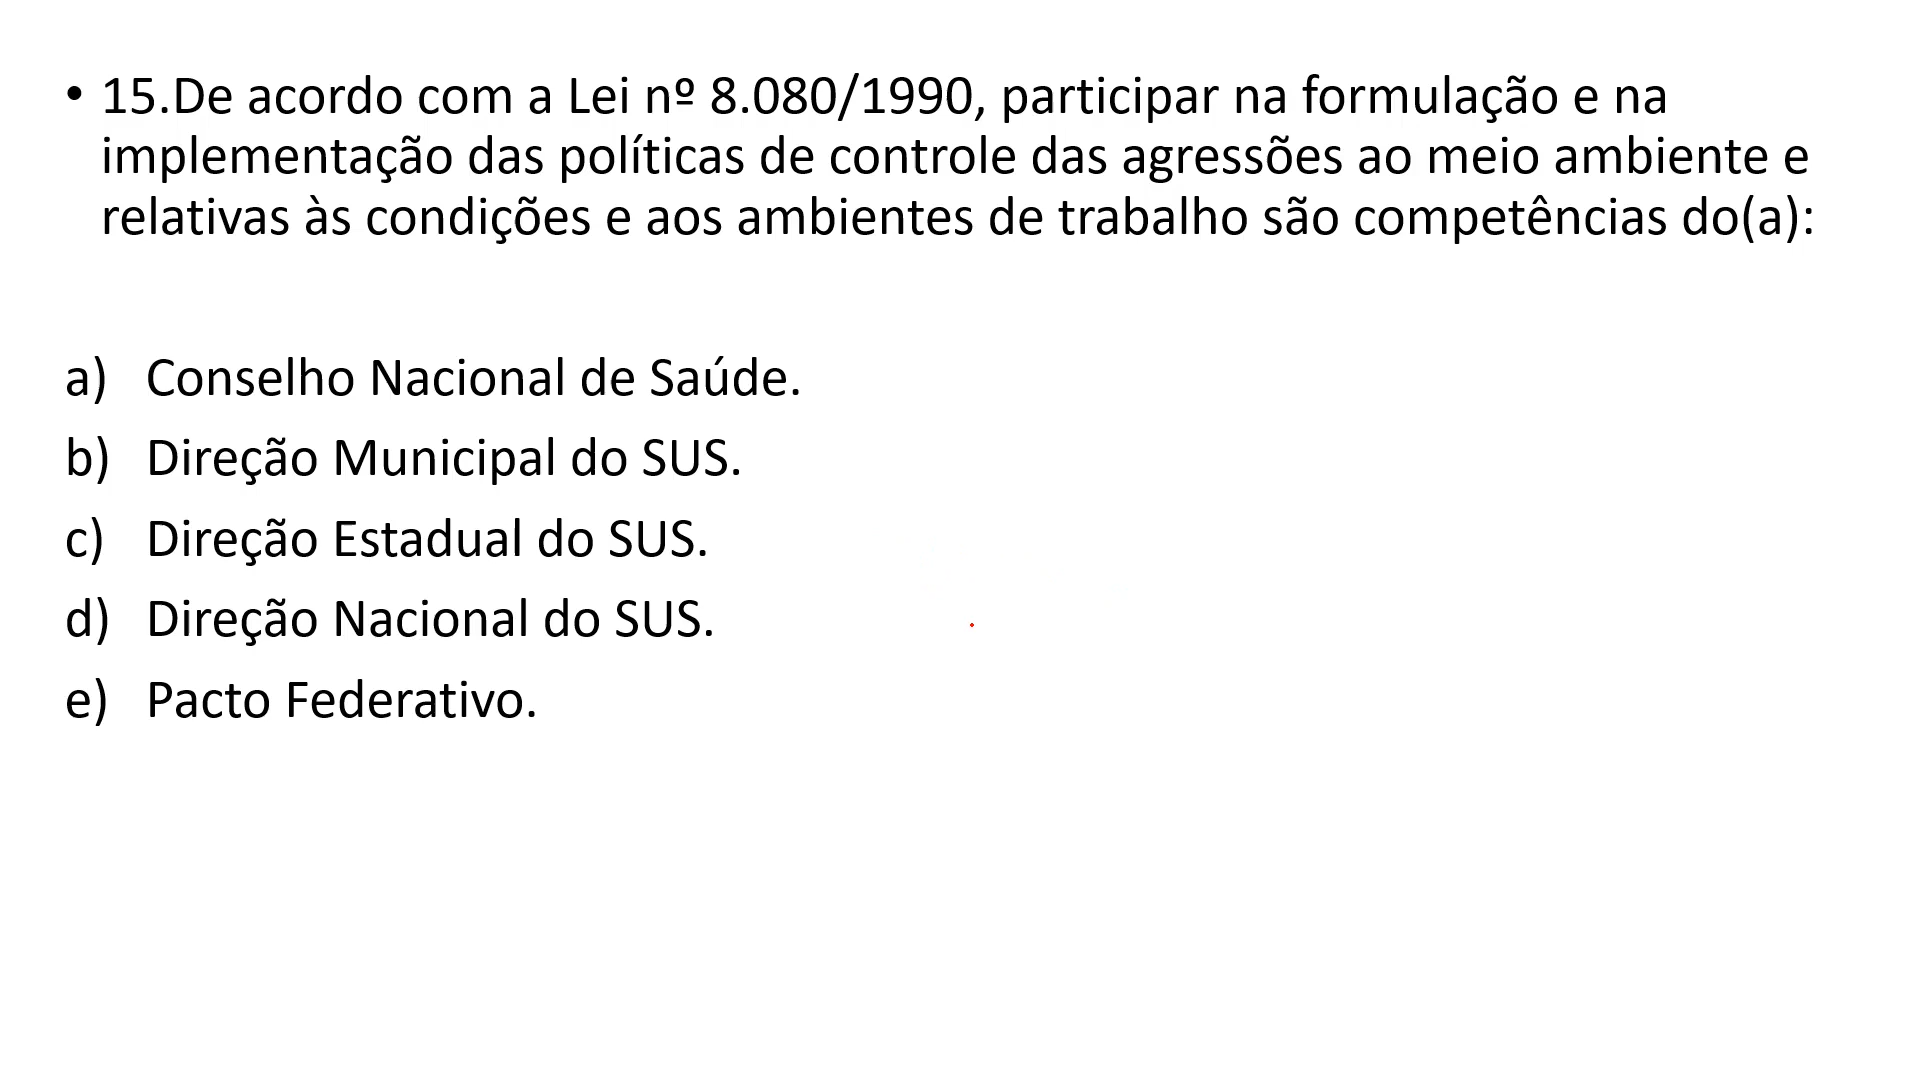 • 15.De acordo com a Lei nº 8.080/1990, participar na formulação e na
implementação das políticas de controle das agressões ao meio ambiente e
relativas às condições e aos ambientes de trabalho são competências do(a):
a) Conselho Nacional de Saúde.
b) Direção Municipal do SUS.
c) Direção Estadual do SUS.
d) Direção Nacional do SUS.
e) Pacto Federativo.